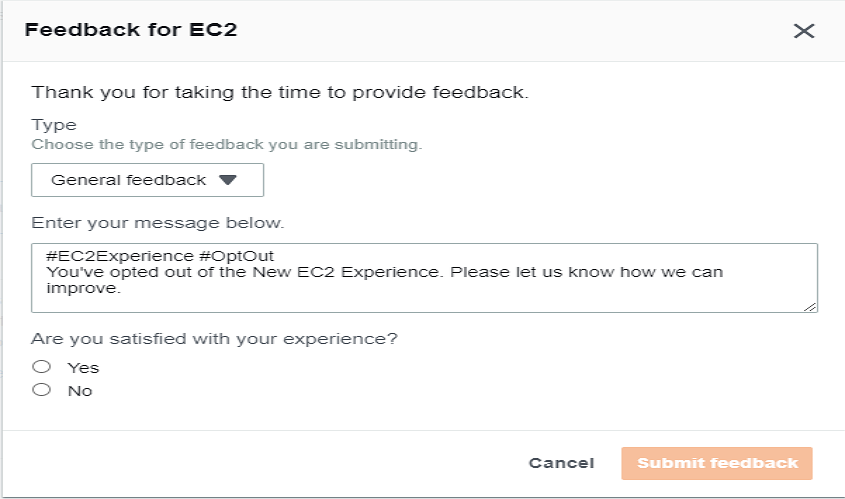 Feedback for EC2
Thank you for taking the time to provide feedback.
Type
Choose the type of feedback you are submitting.
General feedback
Enter your message below.
#EC2Experience #OptOut
You've opted out of the New EC2 Experience. Please let us know how we can
improve.
Are you satisfied with your experience?
Yes
No
Cancel
Submit feedback